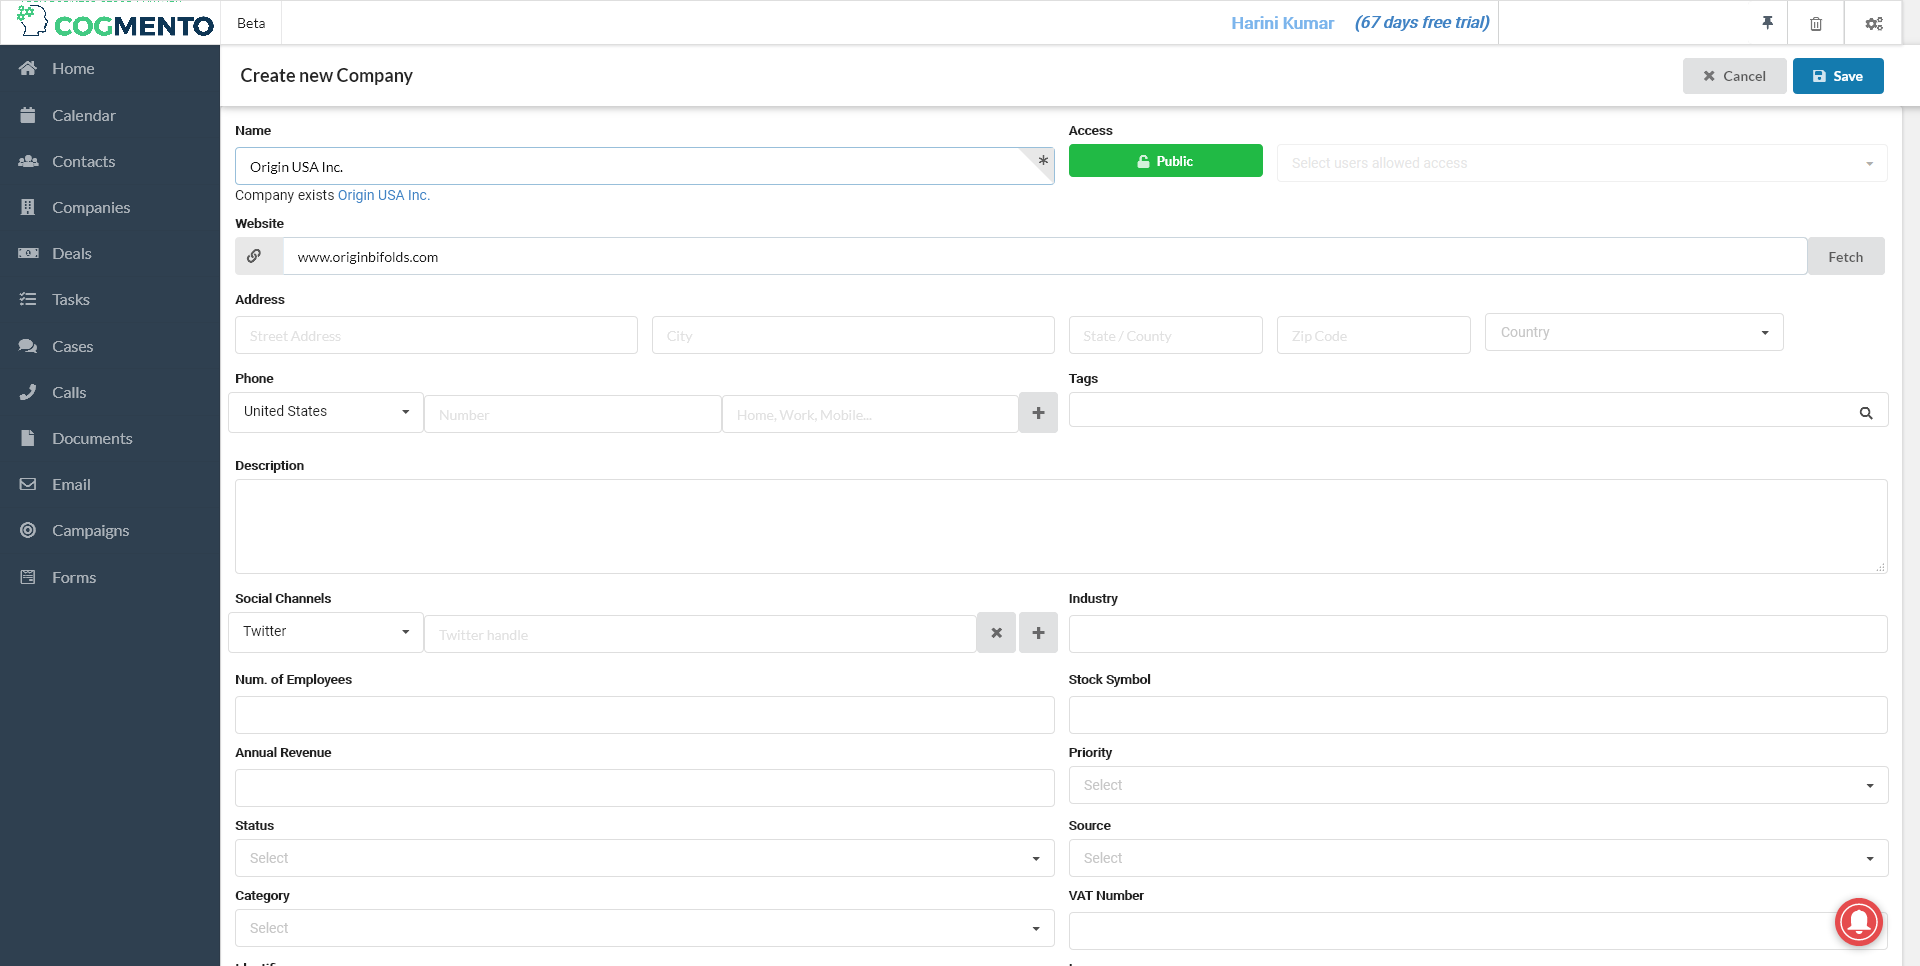 COGMENTO
Beta
Harini Kumar (67 days free trial)
Home
Calendar
Contacts
Companies
Deals
Tasks
Cases
Calls
Documents
Email
Campaigns
Forms
Create new Company
Cancel
Save
Name
Access
Origin USA Inc. *
Public
Select users allowed access
Company exists Origin USA Inc.
Website
www.originbifolds.com
Fetch
Address
Street Address
City
State / County
Zip Code
Country
Phone
Tags
United States
Number
Home, Work, Mobile...
Description
Social Channels
Industry
Twitter
Twitter handle
Num. of Employees
Stock Symbol
Annual Revenue
Priority
Select
Status
Source
Select
Select
Category
VAT Number
Select